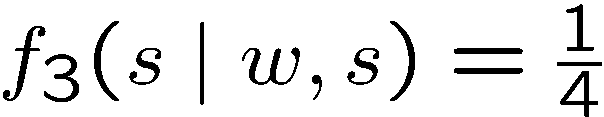 f₃(s | w, s) = 1/4